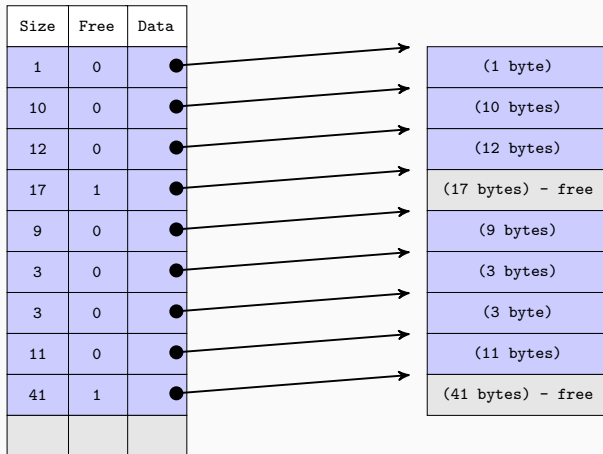 Size Free Data
1 0 (1 byte)
10 0 (10 bytes)
12 0 (12 bytes)
17 1 (17 bytes) - free
9 0 (9 bytes)
3 0 (3 bytes)
3 0 (3 byte)
11 0 (11 bytes)
41 1 (41 bytes) - free